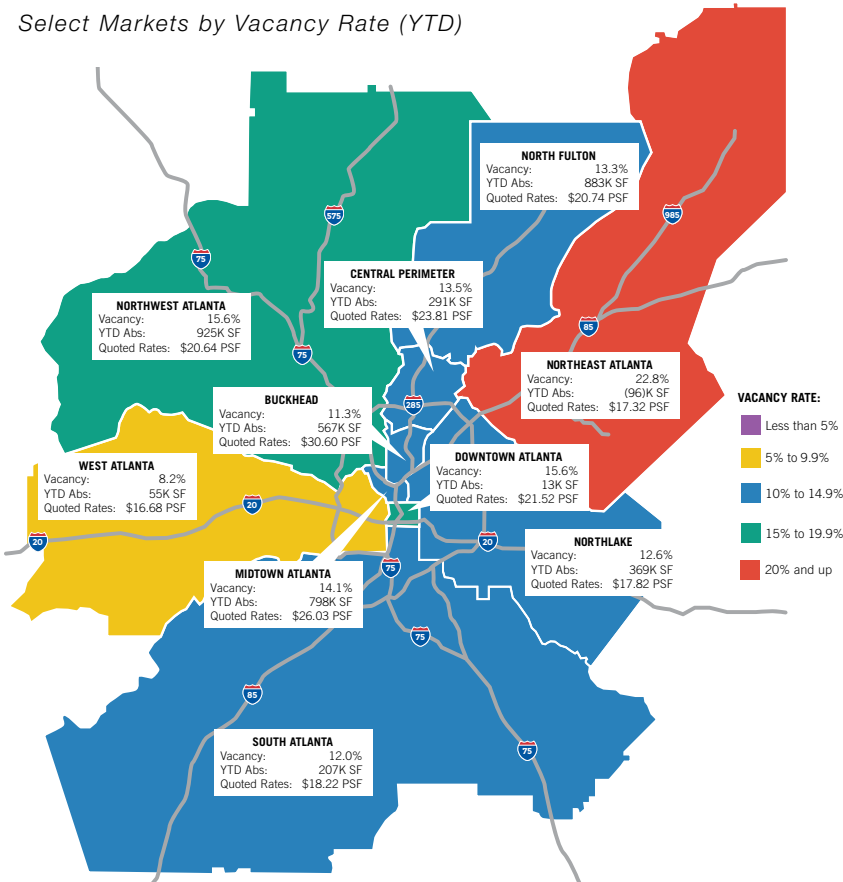 Select Markets by Vacancy Rate (YTD)
NORTH FULTON
Vacancy: 13.3%
YTD Abs: 883K SF
Quoted Rates: $20.74 PSF
985
575
75
CENTRAL PERIMETER
Vacancy: 13.5%
YTD Abs: 291K SF
Quoted Rates: $23.81 PSF
NORTHWEST ATLANTA
Vacancy: 15.6%
YTD Abs: 925K SF
Quoted Rates: $20.64 PSF
85
75
NORTHEAST ATLANTA
Vacancy: 22.8%
YTD Abs: (96)K SF
Quoted Rates: $17.32 PSF
BUCKHEAD
Vacancy: 11.3%
YTD Abs: 567K SF
Quoted Rates: $30.60 PSF
285
VACANCY RATE:
Less than 5%
5% to 9.9%
10% to 14.9%
15% to 19.9%
20% and up
WEST ATLANTA
Vacancy: 8.2%
YTD Abs: 55K SF
Quoted Rates: $16.68 PSF
DOWNTOWN ATLANTA
Vacancy: 15.6%
YTD Abs: 13K SF
Quoted Rates: $21.52 PSF
20
20
20
NORTHLAKE
Vacancy: 12.6%
YTD Abs: 369K SF
Quoted Rates: $17.82 PSF
75
MIDTOWN ATLANTA
Vacancy: 14.1%
YTD Abs: 798K SF
Quoted Rates: $26.03 PSF
75
85
SOUTH ATLANTA
Vacancy: 12.0%
YTD Abs: 207K SF
Quoted Rates: $18.22 PSF
75